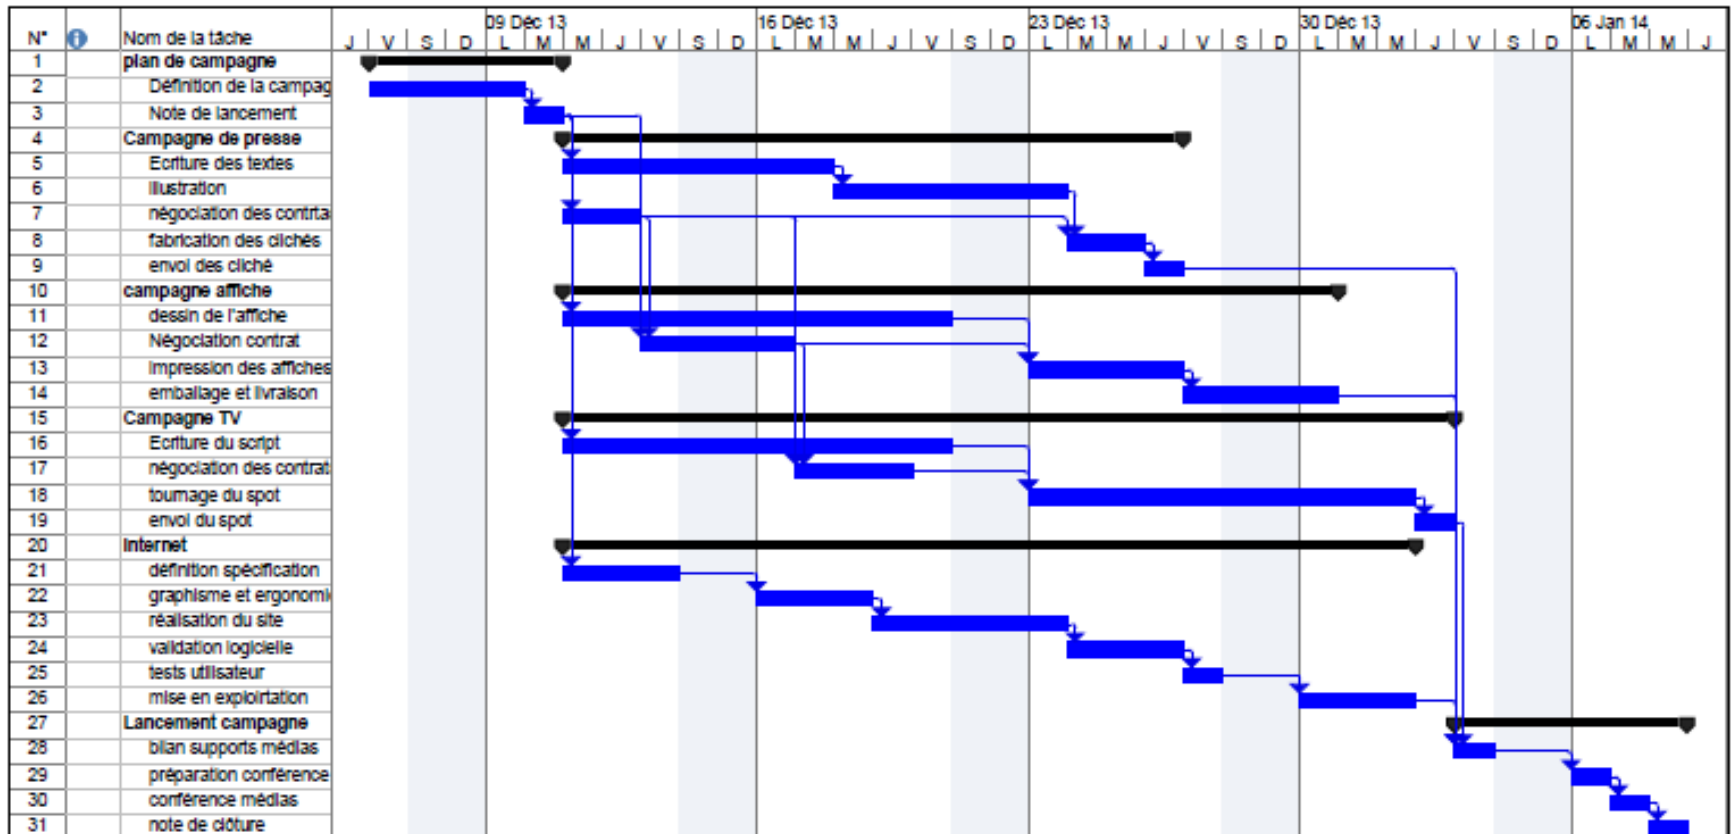 09 Déc 13 16 Déc 13 23 Déc 13 30 Déc 13 06 Jan 14
N° Nom de la tâche J V S D L M M J V S D L M M J V S D L M M J V S D L M M J V S D L M M J
1 plan de campagne
2 Définition de la campag
3 Note de lancement
4 Campagne de presse
5 Ecriture des textes
6 illustration
7 négociation des contrta
8 fabrication des clichés
9 envoi des cliché
10 campagne affiche
11 dessin de l'affiche
12 Négociation contrat
13 impression des affiches
14 emballage et livraison
15 Campagne TV
16 Ecriture du script
17 négociation des contrat
18 tournage du spot
19 envoi du spot
20 Internet
21 définition spécification
22 graphisme et ergonomi
23 réalisation du site
24 validation logicielle
25 tests utilisateur
26 mise en exploirtation
27 Lancement campagne
28 bilan supports médias
29 préparation conférence
30 conférence médias
31 note de clôture